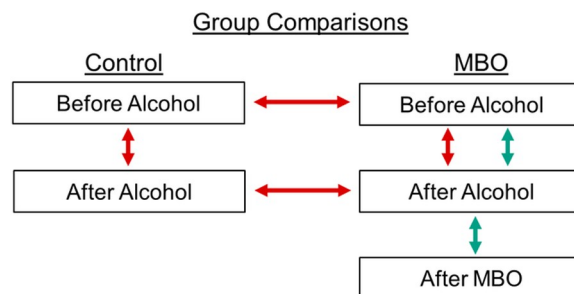 Group Comparisons
Control
MBO
Before Alcohol
Before Alcohol
After Alcohol
After Alcohol
After MBO